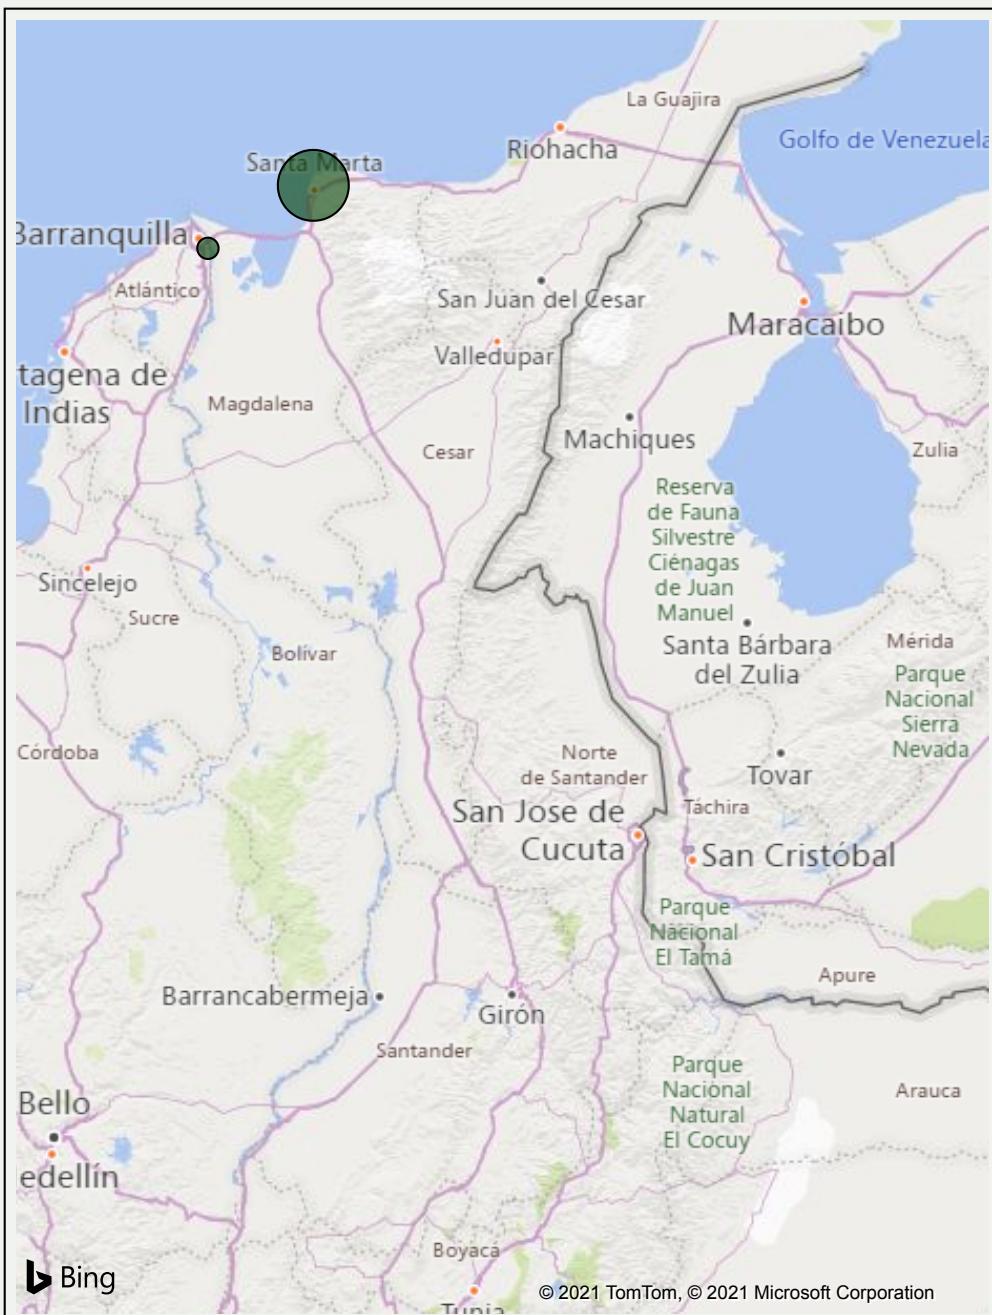 La Guajira
Golfo de Venezuela
Riohacha
Santa Marta
Barranquilla
Atlántico
San Juan del Cesar
Maracaibo
Valledupar
tagena de
Indias
Magdalena
Machiques
Cesar
Zulia
Reserva
de Fauna
Silvestre
Ciénagas
de Juan
Manuel
Sincelejo
Sucre
Santa Bárbara
del Zulia
Mérida
Bolívar
Parque
Nacional
Sierra
Nevada
Córdoba
Norte
de Santander
Tovar
San Jose de
Cucuta
Táchira
San Cristóbal
Parque
Nacional
El Tamá
Apure
Barrancabermeja
Girón
Santander
Parque
Nacional
Natural
El Cocuy
Arauca
Bello
edellín
Boyacá
Bing
© 2021 TomTom, © 2021 Microsoft Corporation
Tunja